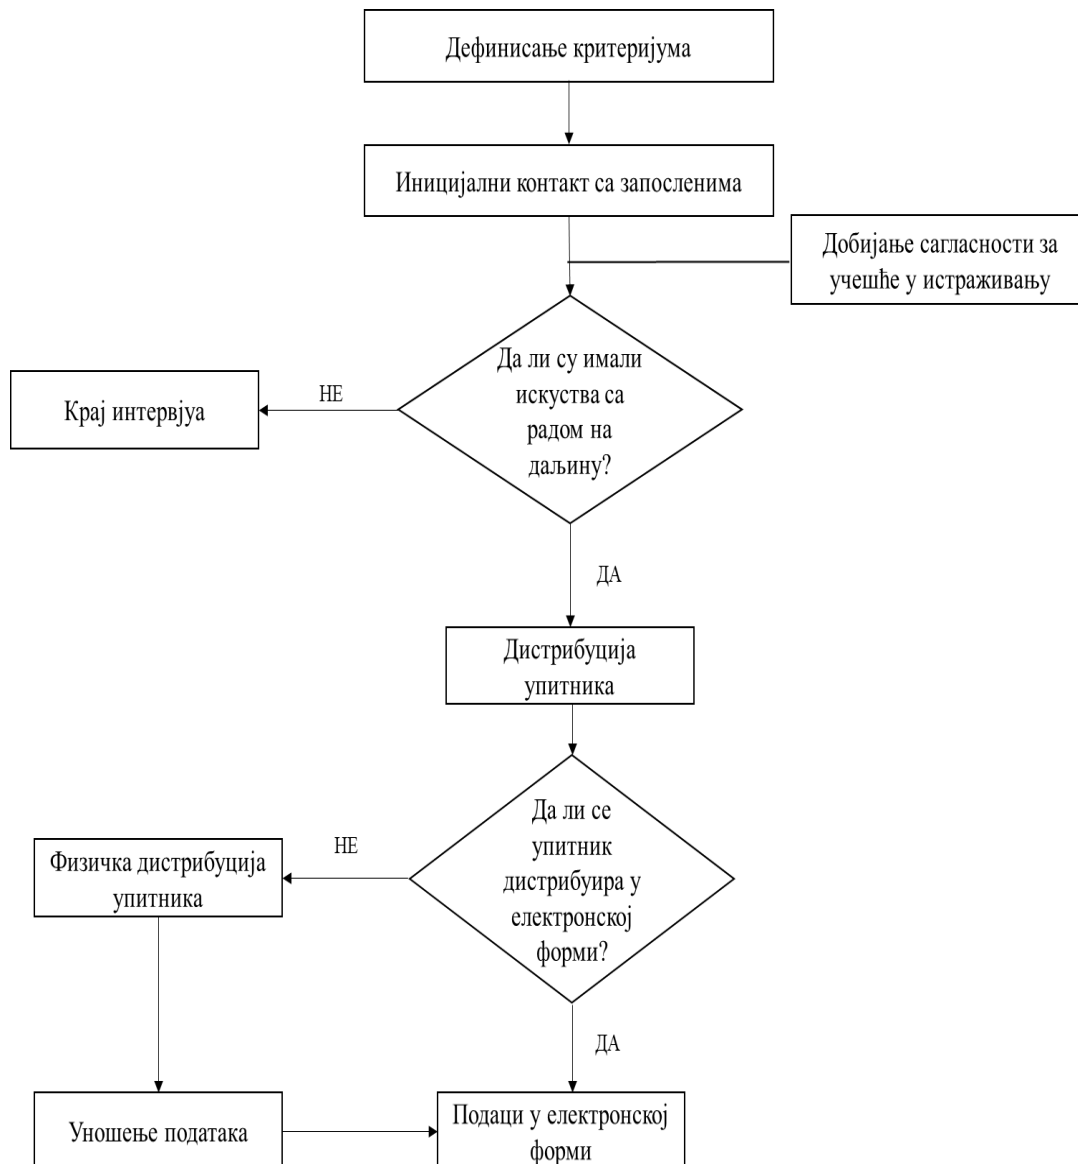 Дефинисање критеријума
Иницијални контакт са запосленима
Добијање сагласности за
учешће у истраживању
Да ли су имали
искуства са
радом на
даљину?
НЕ
Крај интервјуа
ДА
Дистрибуција
упитника
Да ли се
упитник
дистрибуира у
електронској
форми?
НЕ
Физичка дистрибуција
упитника
ДА
Уношење података
Подаци у електронској
форми